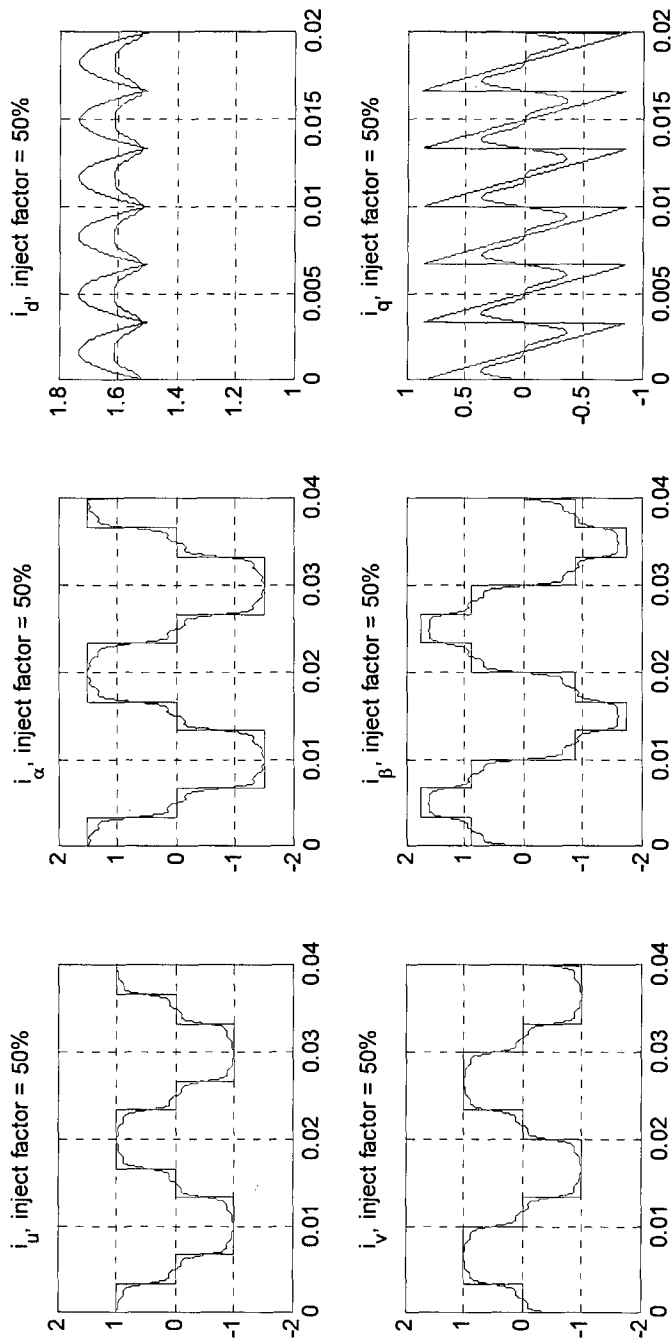 i_u, inject factor = 50%
2
1
0
-1
-2
0 0.01 0.02 0.03 0.04
i_α, inject factor = 50%
2
1
0
-1
-2
0 0.01 0.02 0.03 0.04
i_d, inject factor = 50%
1.8
1.6
1.4
1.2
1
0 0.005 0.01 0.015 0.02
i_v, inject factor = 50%
2
1
0
-1
-2
0 0.01 0.02 0.03 0.04
i_β, inject factor = 50%
2
1
0
-1
-2
0 0.01 0.02 0.03 0.04
i_q, inject factor = 50%
1
0.5
0
-0.5
-1
0 0.005 0.01 0.015 0.02